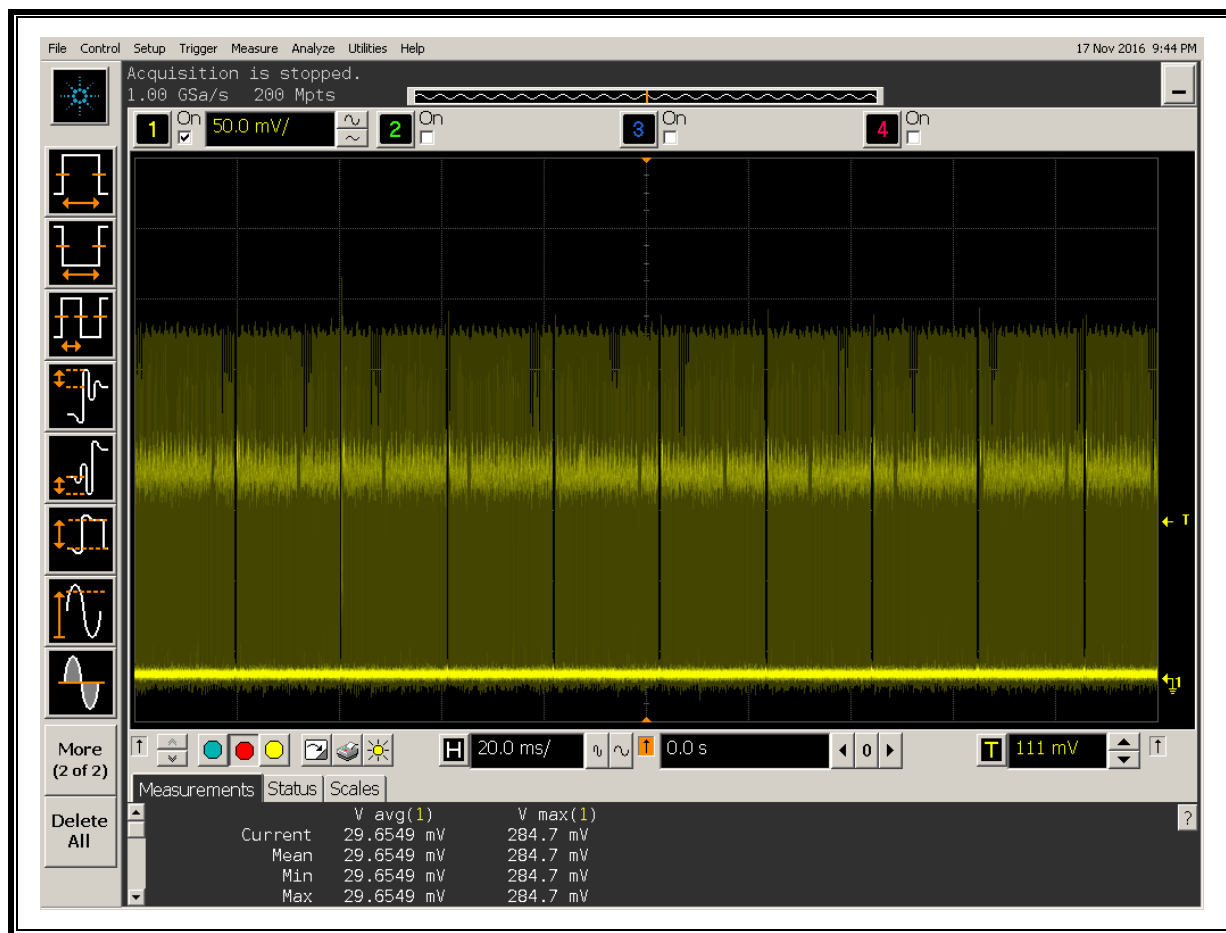 File Control Setup Trigger Measure Analyze Utilities Help 17 Nov 2016 9:44 PM
Acquisition is stopped.
1.00 GSa/s 200 Mpts
1 On 50.0 mV/ 2 On 3 On 4 On
T
1
More
(2 of 2)
Delete
All
H 20.0 ms/ 0.0 s 0 T 111 mV
Measurements Status Scales
V avg(1) V max(1)
Current 29.6549 mV 284.7 mV
Mean 29.6549 mV 284.7 mV
Min 29.6549 mV 284.7 mV
Max 29.6549 mV 284.7 mV
?